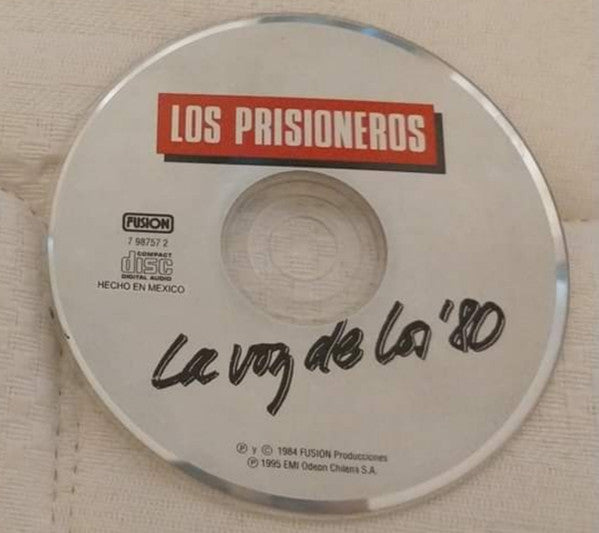 LOS PRISIONEROS
FUSION
7 98757 2
COMPACT
disc
DIGITAL AUDIO
HECHO EN MEXICO
La voz de los '80
℗ y © 1984 FUSION Producciones
℗ 1995 EMI Odeon Chilena S.A.